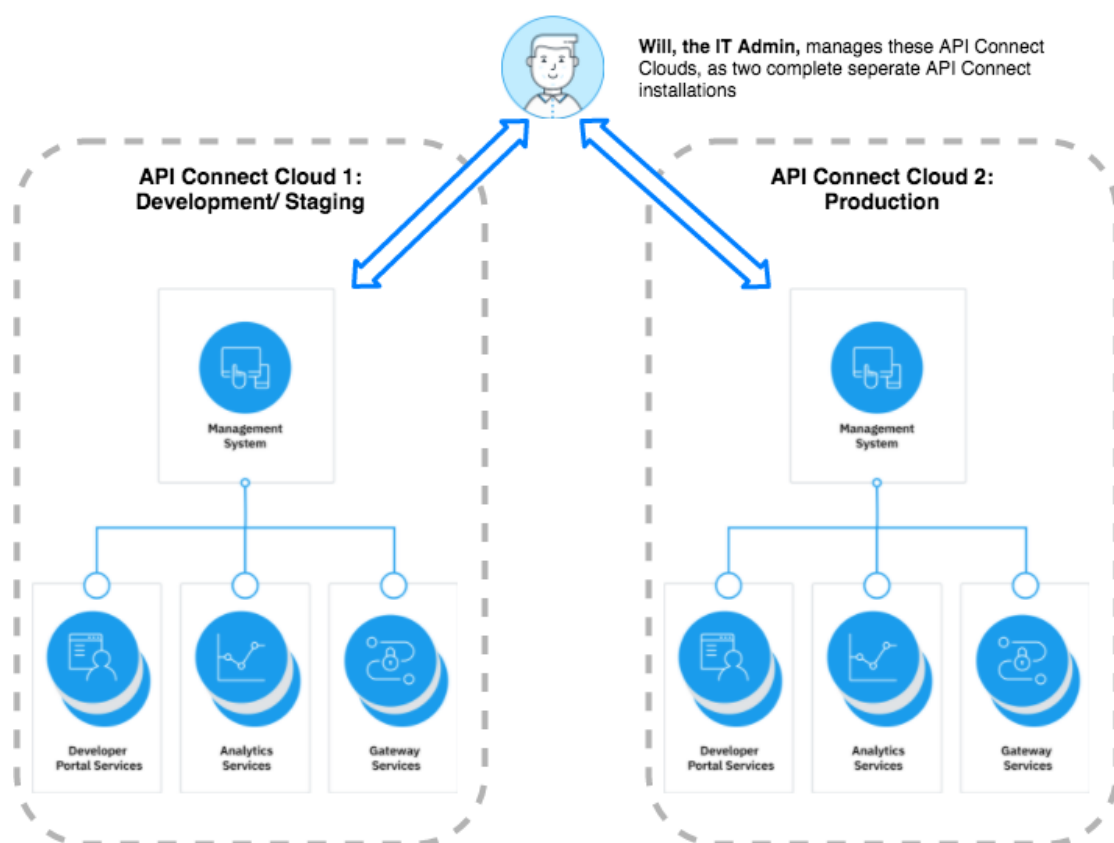 Will, the IT Admin, manages these API Connect
Clouds, as two complete seperate API Connect
installations
API Connect Cloud 1:
Development/ Staging
Management
System
Developer
Portal Services
Analytics
Services
Gateway
Services
API Connect Cloud 2:
Production
Management
System
Developer
Portal Services
Analytics
Services
Gateway
Services